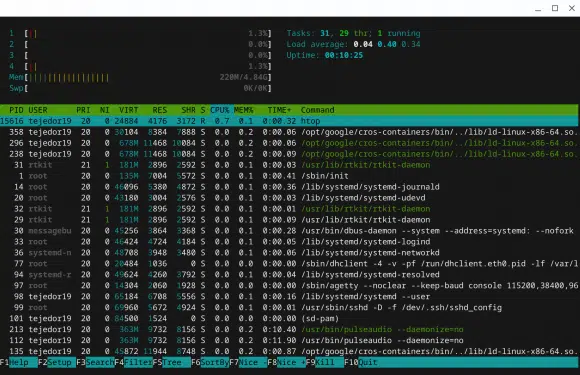 1 [|| 1.3%] Tasks: 31, 29 thr; 1 running
2 [ 0.0%] Load average: 0.04 0.40 0.34
3 [ 0.0%] Uptime: 00:10:25
4 [|| 1.3%]
Mem[||||||||||||||||||| 220M/4.84G]
Swp[ 0K/0K]
PID USER PRI NI VIRT RES SHR S CPU% MEM% TIME+ Command
15616 tejedor19 20 0 24884 4176 3172 R 0.7 0.1 0:00.32 htop
358 tejedor19 20 0 30104 8384 7888 S 0.0 0.2 0:00.06 /opt/google/cros-containers/bin/../lib/ld-linux-x86-64.so.
296 tejedor19 20 0 678M 11468 10084 S 0.0 0.2 0:00.06 /opt/google/cros-containers/bin/../lib/ld-linux-x86-64.so.
238 tejedor19 20 0 678M 11468 10084 S 0.0 0.2 0:00.09 /opt/google/cros-containers/bin/../lib/ld-linux-x86-64.so.
31 rtkit 21 1 181M 2896 2592 S 0.0 0.1 0:00.03 /usr/lib/rtkit/rtkit-daemon
1 root 20 0 135M 7004 5572 S 0.0 0.1 0:00.41 /sbin/init
14 root 20 0 46096 5380 4872 S 0.0 0.1 0:00.36 /lib/systemd/systemd-journald
20 root 20 0 43180 3004 2576 S 0.0 0.1 0:00.03 /lib/systemd/systemd-udevd
32 rtkit 21 1 181M 2896 2592 S 0.0 0.1 0:00.01 /usr/lib/rtkit/rtkit-daemon
29 rtkit 21 1 181M 2896 2592 S 0.0 0.1 0:00.09 /usr/lib/rtkit/rtkit-daemon
30 messagebu 20 0 45256 3864 3368 S 0.0 0.1 0:00.28 /usr/bin/dbus-daemon --system --address=systemd: --nofork
33 root 20 0 46424 4724 4184 S 0.0 0.1 0:00.05 /lib/systemd/systemd-logind
36 systemd-n 20 0 48708 3948 3480 S 0.0 0.1 0:00.06 /lib/systemd/systemd-networkd
77 root 20 0 20484 1036 0 S 0.0 0.0 0:00.00 /sbin/dhclient -4 -v -pf /run/dhclient.eth0.pid -lf /var/l
94 systemd-r 20 0 49624 4260 3792 S 0.0 0.1 0:00.04 /lib/systemd/systemd-resolved
97 root 20 0 14304 2060 1928 S 0.0 0.0 0:00.00 /sbin/agetty --noclear --keep-baud console 115200,38400,96
98 tejedor19 20 0 65184 6708 5556 S 0.0 0.1 0:00.16 /lib/systemd/systemd --user
99 root 20 0 69960 5672 4924 S 0.0 0.1 0:00.01 /usr/sbin/sshd -D -f /dev/.ssh/sshd_config
101 tejedor19 20 0 84500 1524 0 S 0.0 0.0 0:00.00 (sd-pam)
213 tejedor19 20 0 363M 9732 8156 S 0.0 0.2 0:10.40 /usr/bin/pulseaudio --daemonize=no
112 tejedor19 20 0 363M 9732 8156 S 0.0 0.2 0:11.90 /usr/bin/pulseaudio --daemonize=no
135 tejedor19 20 0 45872 11944 8748 S 0.0 0.2 0:00.87 /opt/google/cros-containers/bin/../lib/ld-linux-x86-64.so.
F1Help F2Setup F3SearchF4FilterF5Tree F6SortByF7Nice -F8Nice +F9Kill F10Quit